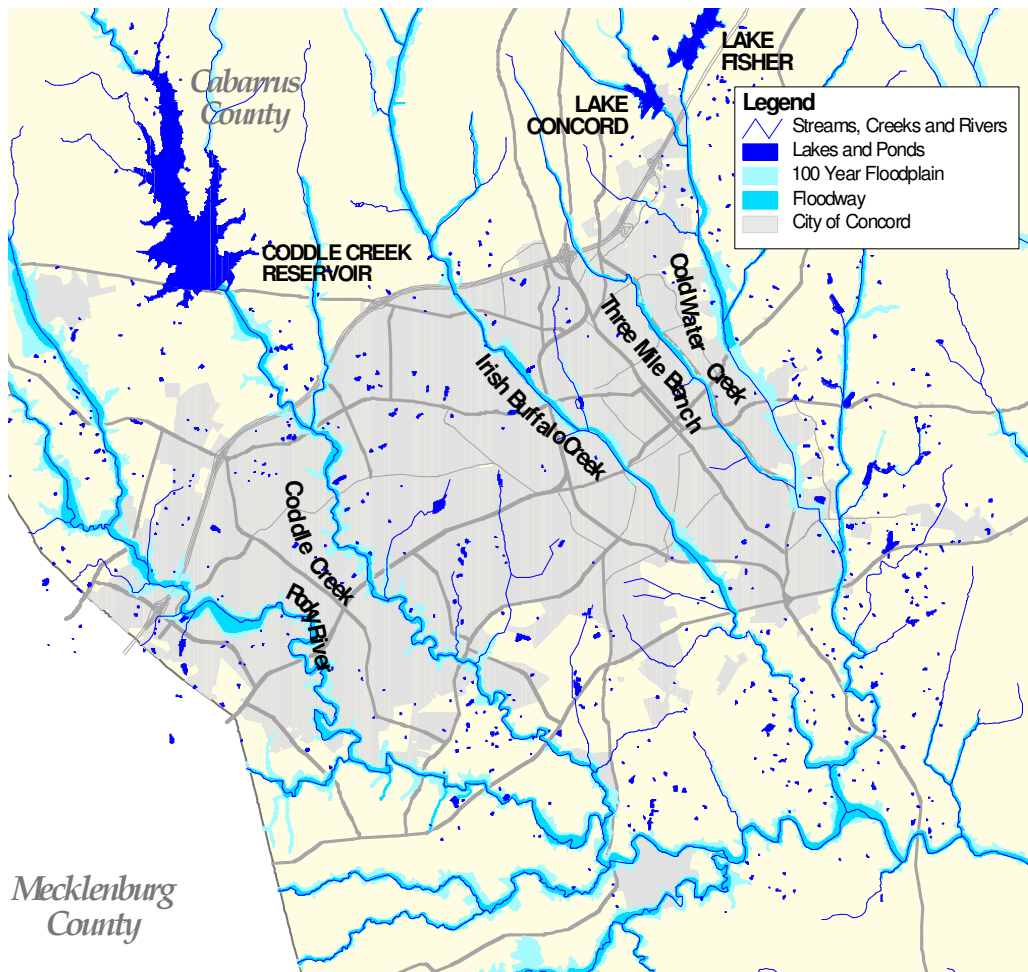 LAKE
FISHER
Cabarrus
County
LAKE
CONCORD
Legend
Streams, Creeks and Rivers
Lakes and Ponds
100 Year Floodplain
Floodway
City of Concord
CODDLE CREEK
RESERVOIR
Cold Water Creek
Three Mile Branch
Irish Buffalo Creek
Coddle Creek
Rocky River
Mecklenburg
County